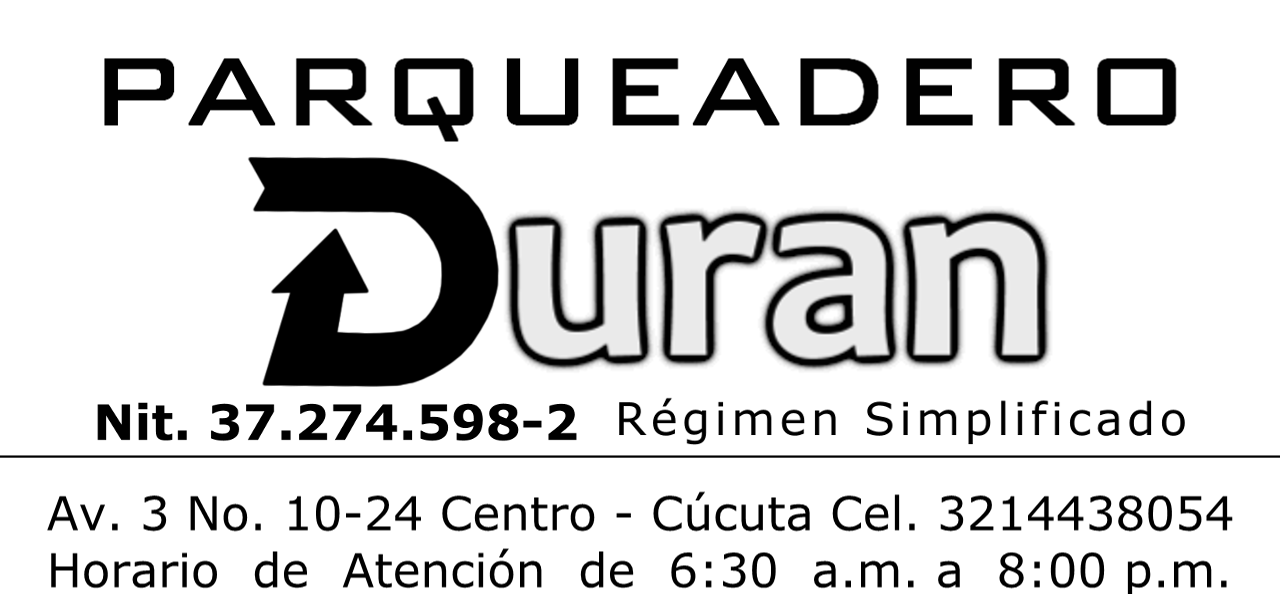 PARQUEADERO
Duran
Nit. 37.274.598-2 Régimen Simplificado
Av. 3 No. 10-24 Centro - Cúcuta Cel. 3214438054
Horario de Atención de 6:30 a.m. a 8:00 p.m.